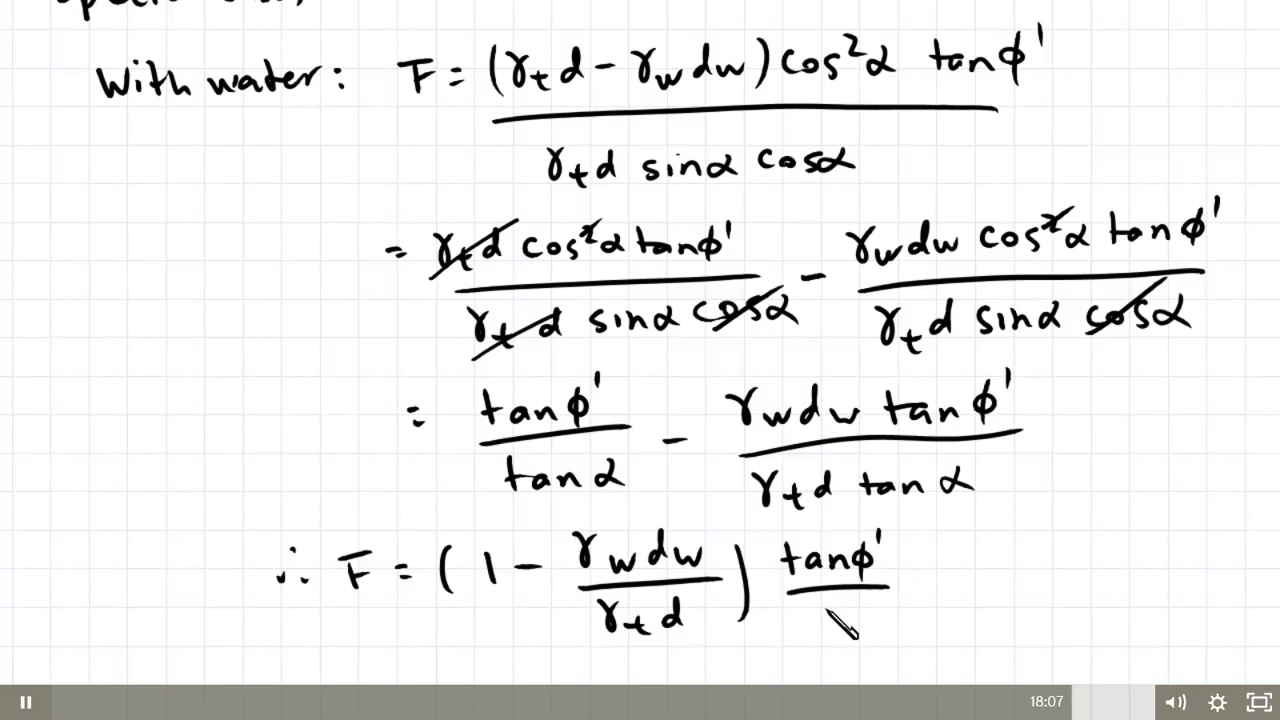 With water: F = (γt d - γw dw) cos²α tanφ'
γt d sinα cosα
= γt d cos²α tanφ' / γt d sinα cosα - γw dw cos²α tanφ' / γt d sinα cosα
= tanφ' / tanα - γw dw tanφ' / γt d tanα
∴ F = (1 - γw dw / γt d) tanφ'
18:07